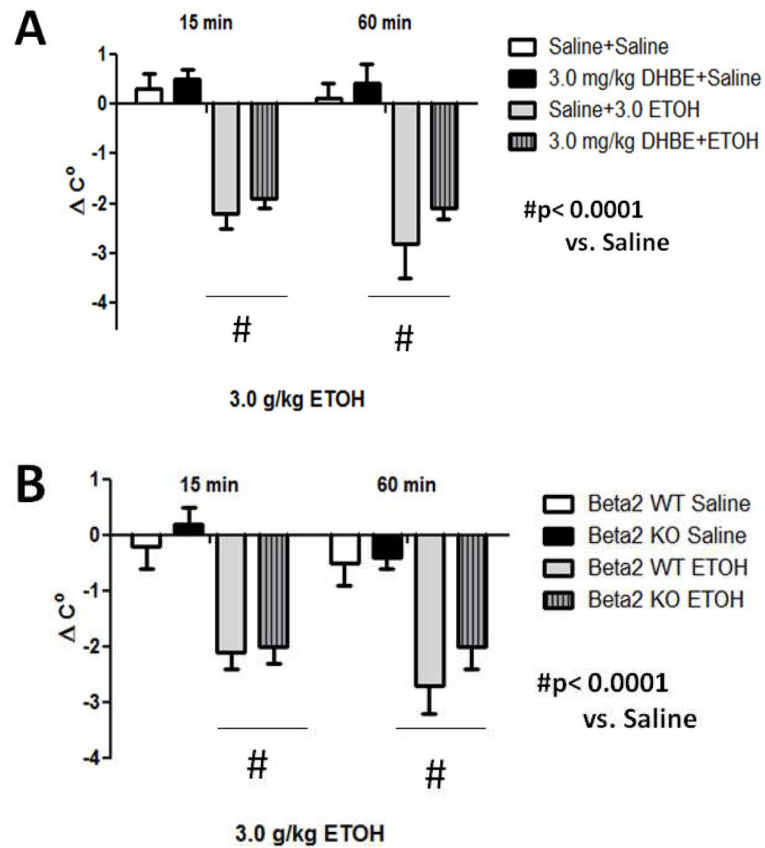 A
15 min
60 min
1
0
-1
-2
-3
-4
Δ C°
Saline+Saline
3.0 mg/kg DHBE+Saline
Saline+3.0 ETOH
3.0 mg/kg DHBE+ETOH
#p< 0.0001
vs. Saline
#
#
3.0 g/kg ETOH
B
15 min
60 min
1
0
-1
-2
-3
-4
Δ C°
Beta2 WT Saline
Beta2 KO Saline
Beta2 WT ETOH
Beta2 KO ETOH
#p< 0.0001
vs. Saline
#
#
3.0 g/kg ETOH